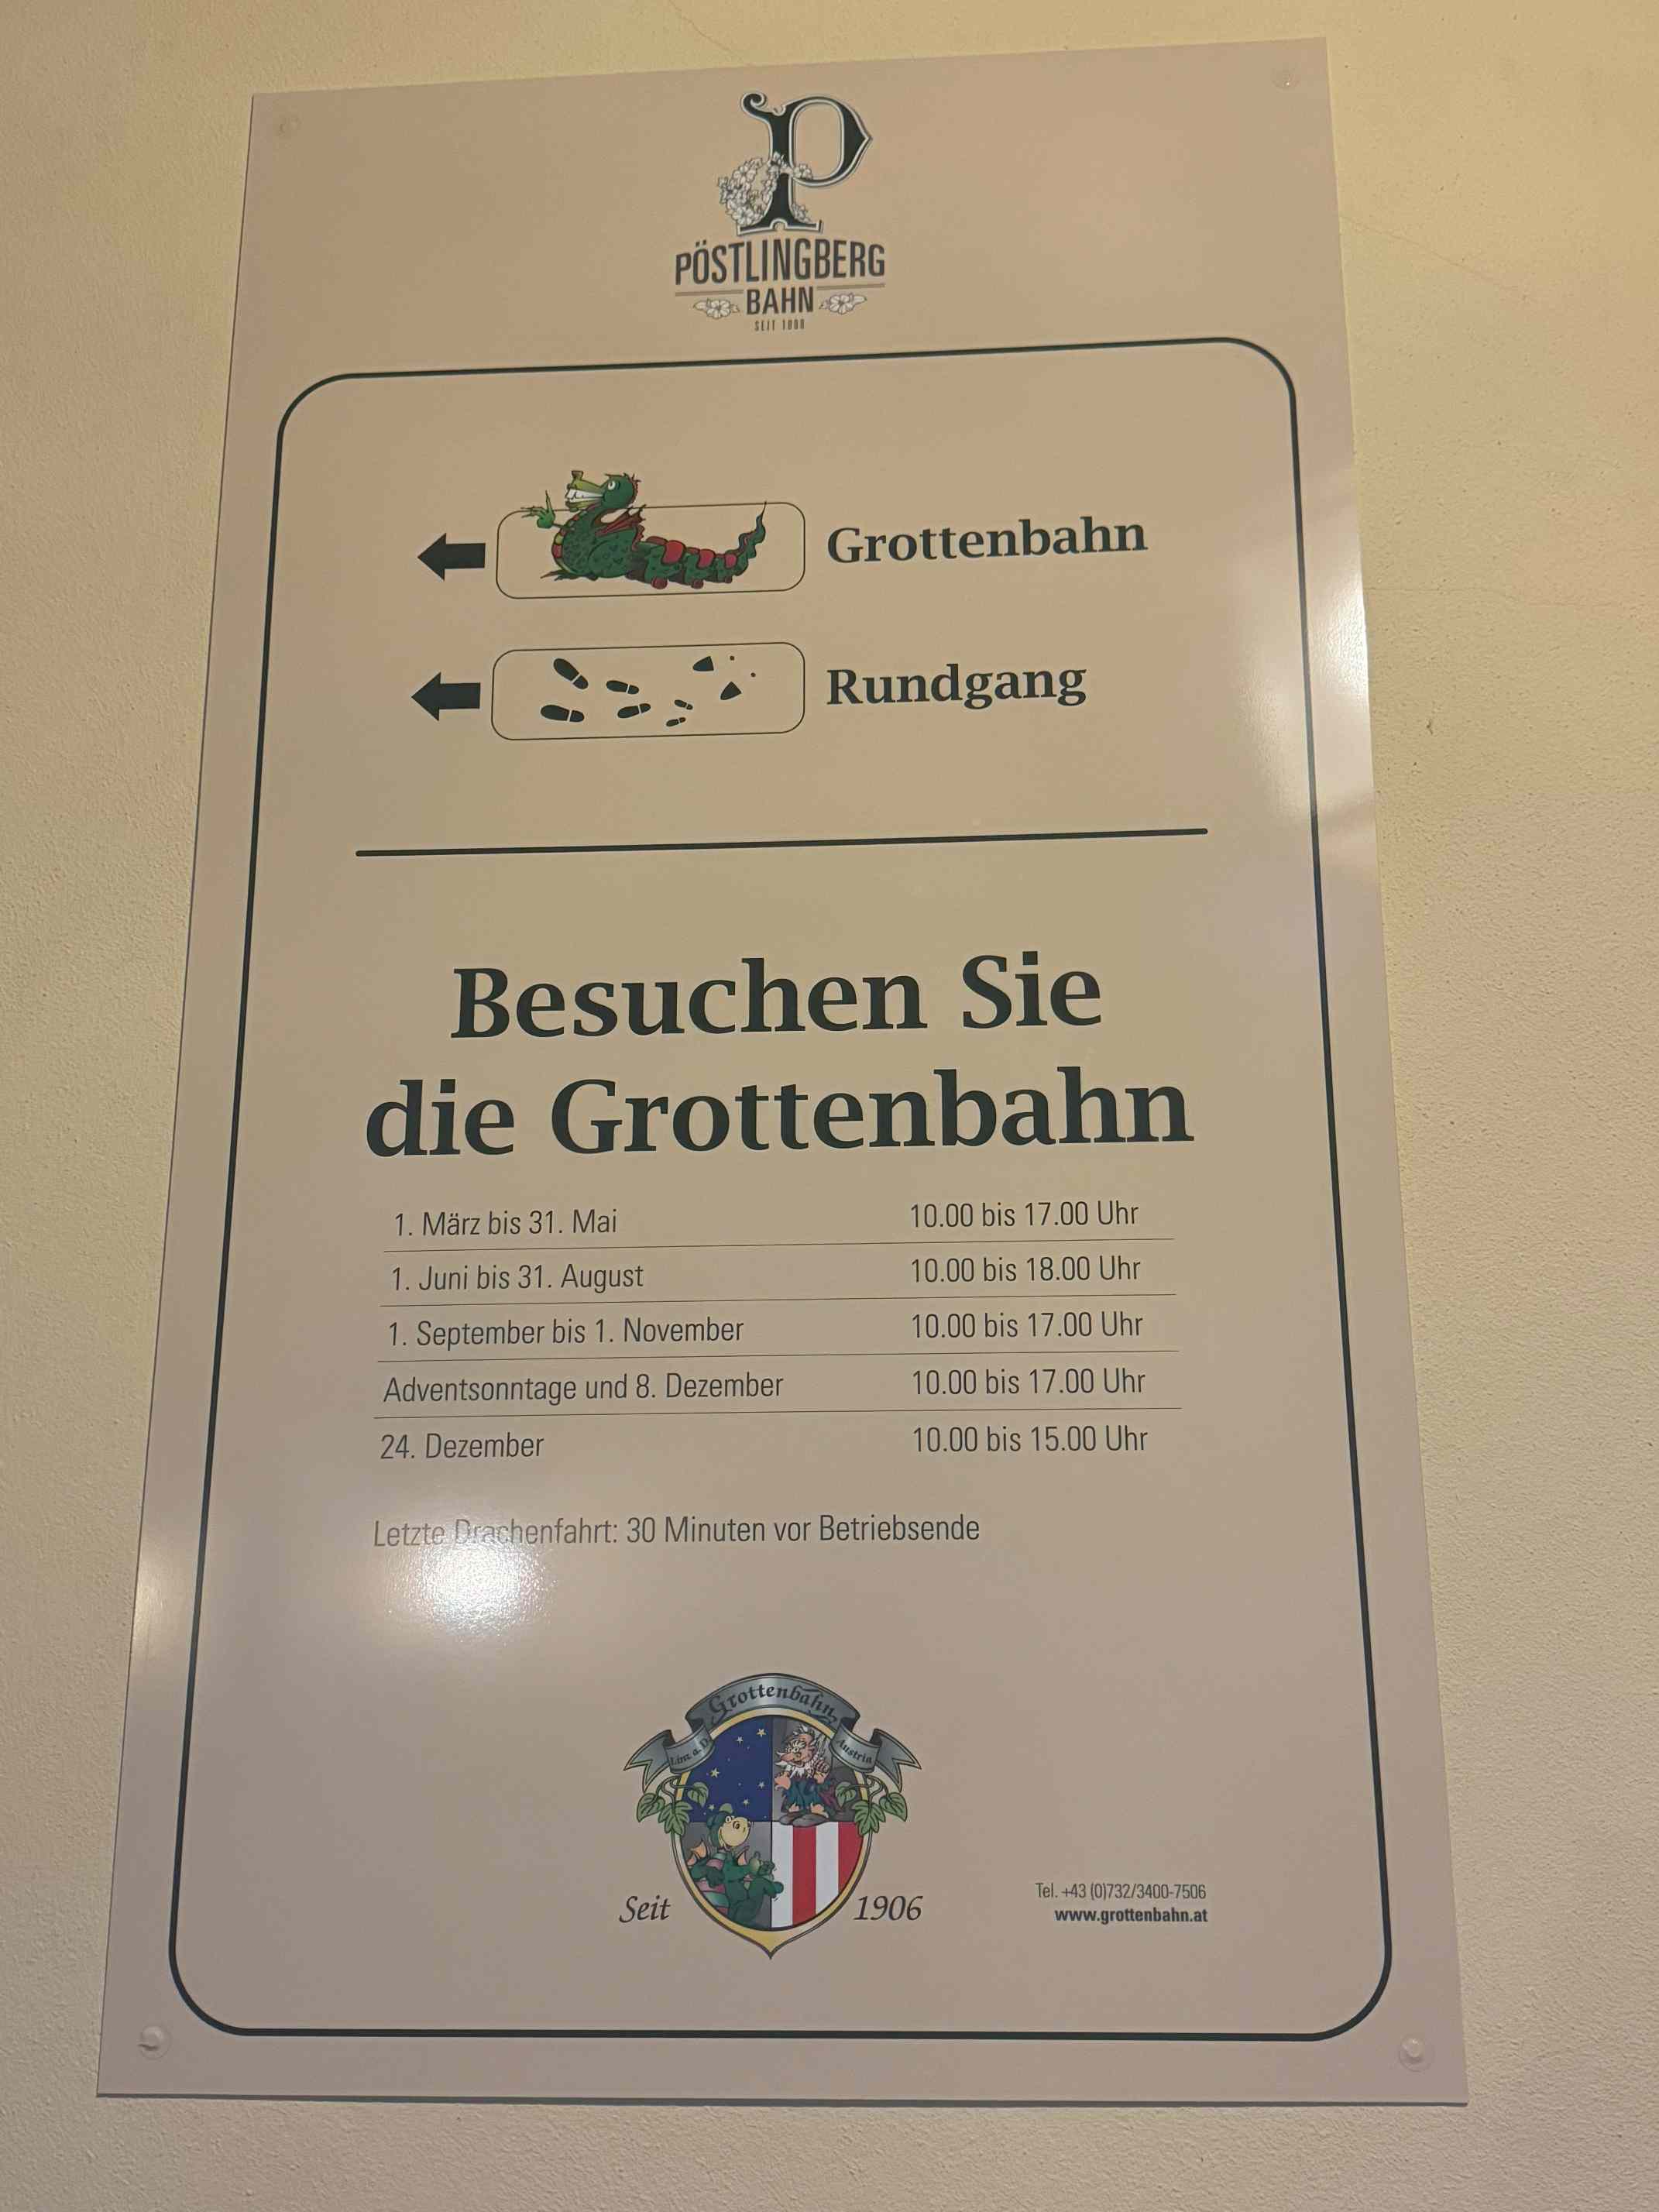 P
PÖSTLINGBERG
BAHN
SEIT 1898
Grottenbahn
Rundgang
Besuchen Sie
die Grottenbahn
1. März bis 31. Mai 10.00 bis 17.00 Uhr
1. Juni bis 31. August 10.00 bis 18.00 Uhr
1. September bis 1. November 10.00 bis 17.00 Uhr
Adventsonntage und 8. Dezember 10.00 bis 17.00 Uhr
24. Dezember 10.00 bis 15.00 Uhr
Letzte Drachenfahrt: 30 Minuten vor Betriebsende
Grottenbahn
Linz a. D. Austria
Seit 1906
Tel. +43 (0)732/3400-7506
www.grottenbahn.at